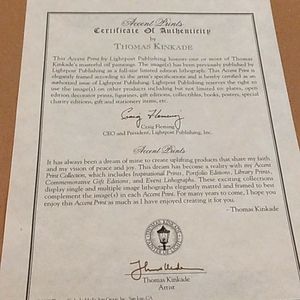 Accent Prints
Certificate Of Authenticity
by
THOMAS KINKADE
This Accent Print by Lightpost Publishing honors one or most of Thomas
Kinkade's masterful oil paintings. This image(s) has been previously published by
Lightpost Publishing as a full-size limited edition lithograph. This Accent Print is
elegantly framed according to the artist's specifications and is hereby certified as an
authorized issue of Lightpost Publishing. Lightpost Publishing reserves the right to
use the image(s) on other products including but not limited to: plates, open
edition decorator prints, figurines, gift editions, collectibles, books, posters, special
charity editions, gift and stationery items, etc.
Craig Fleming
Craig Fleming
CEO and President, Lightpost Publishing, Inc.
Accent Prints
It has always been a dream of mine to create uplifting products that share my faith,
and my vision of peace and joy. This dream has become a reality with my Accent
Print Collection, which includes Inspirational Prints, Portfolio Editions, Library Prints,
Commemorative Gift Editions, and Event Lithographs. These exciting collections
display single and multiple image lithographs elegantly matted and framed to best
complement the image(s) in each Accent Print. For many years to come, I hope you
enjoy this Accent Print as much as I have enjoyed creating it for you.
–Thomas Kinkade
Thomas Kinkade
Artist
San Jose, CA